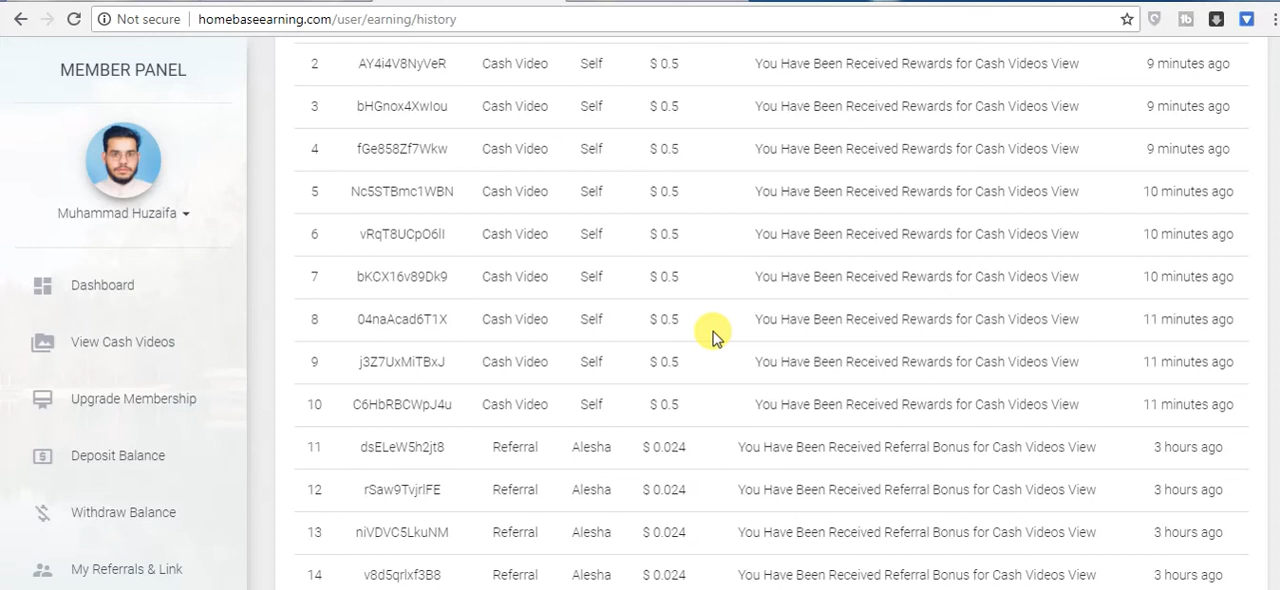 Not secure homebaseearning.com/user/earning/history
MEMBER PANEL
Muhammad Huzaifa
Dashboard
View Cash Videos
Upgrade Membership
Deposit Balance
Withdraw Balance
My Referrals & Link
2 AY4i4V8NyVeR Cash Video Self $ 0.5 You Have Been Received Rewards for Cash Videos View 9 minutes ago
3 bHGnox4XwIou Cash Video Self $ 0.5 You Have Been Received Rewards for Cash Videos View 9 minutes ago
4 fGe858Zf7Wkw Cash Video Self $ 0.5 You Have Been Received Rewards for Cash Videos View 9 minutes ago
5 Nc5STBmc1WBN Cash Video Self $ 0.5 You Have Been Received Rewards for Cash Videos View 10 minutes ago
6 vRqT8UCpO6lI Cash Video Self $ 0.5 You Have Been Received Rewards for Cash Videos View 10 minutes ago
7 bKCX16v89Dk9 Cash Video Self $ 0.5 You Have Been Received Rewards for Cash Videos View 10 minutes ago
8 04naAcad6T1X Cash Video Self $ 0.5 You Have Been Received Rewards for Cash Videos View 11 minutes ago
9 j3Z7UxMiTBxJ Cash Video Self $ 0.5 You Have Been Received Rewards for Cash Videos View 11 minutes ago
10 C6HbRBCWpJ4u Cash Video Self $ 0.5 You Have Been Received Rewards for Cash Videos View 11 minutes ago
11 dsELeW5h2jt8 Referral Alesha $ 0.024 You Have Been Received Referral Bonus for Cash Videos View 3 hours ago
12 rSaw9TvjrlFE Referral Alesha $ 0.024 You Have Been Received Referral Bonus for Cash Videos View 3 hours ago
13 niVDVC5LkuNM Referral Alesha $ 0.024 You Have Been Received Referral Bonus for Cash Videos View 3 hours ago
14 v8d5qrlxf3B8 Referral Alesha $ 0.024 You Have Been Received Referral Bonus for Cash Videos View 3 hours ago